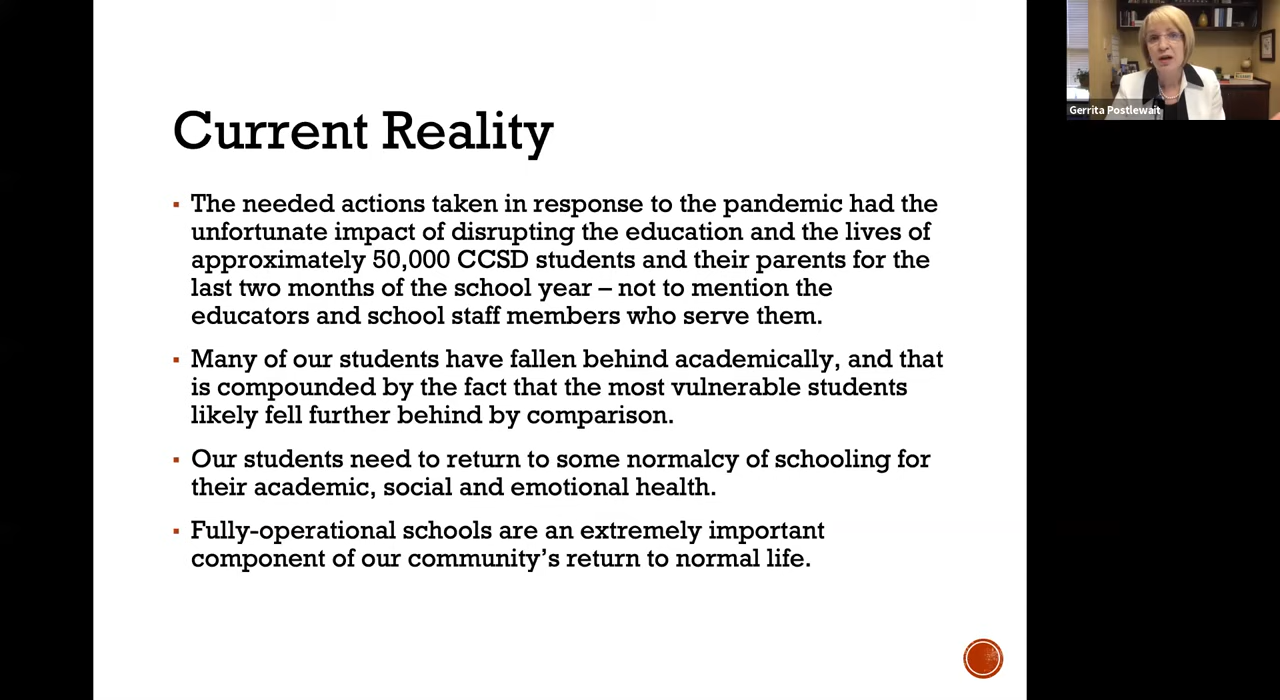 Current Reality
The needed actions taken in response to the pandemic had the
unfortunate impact of disrupting the education and the lives of
approximately 50,000 CCSD students and their parents for the
last two months of the school year – not to mention the
educators and school staff members who serve them.
Many of our students have fallen behind academically, and that
is compounded by the fact that the most vulnerable students
likely fell further behind by comparison.
Our students need to return to some normalcy of schooling for
their academic, social and emotional health.
Fully-operational schools are an extremely important
component of our community's return to normal life.
Gerrita Postlewait